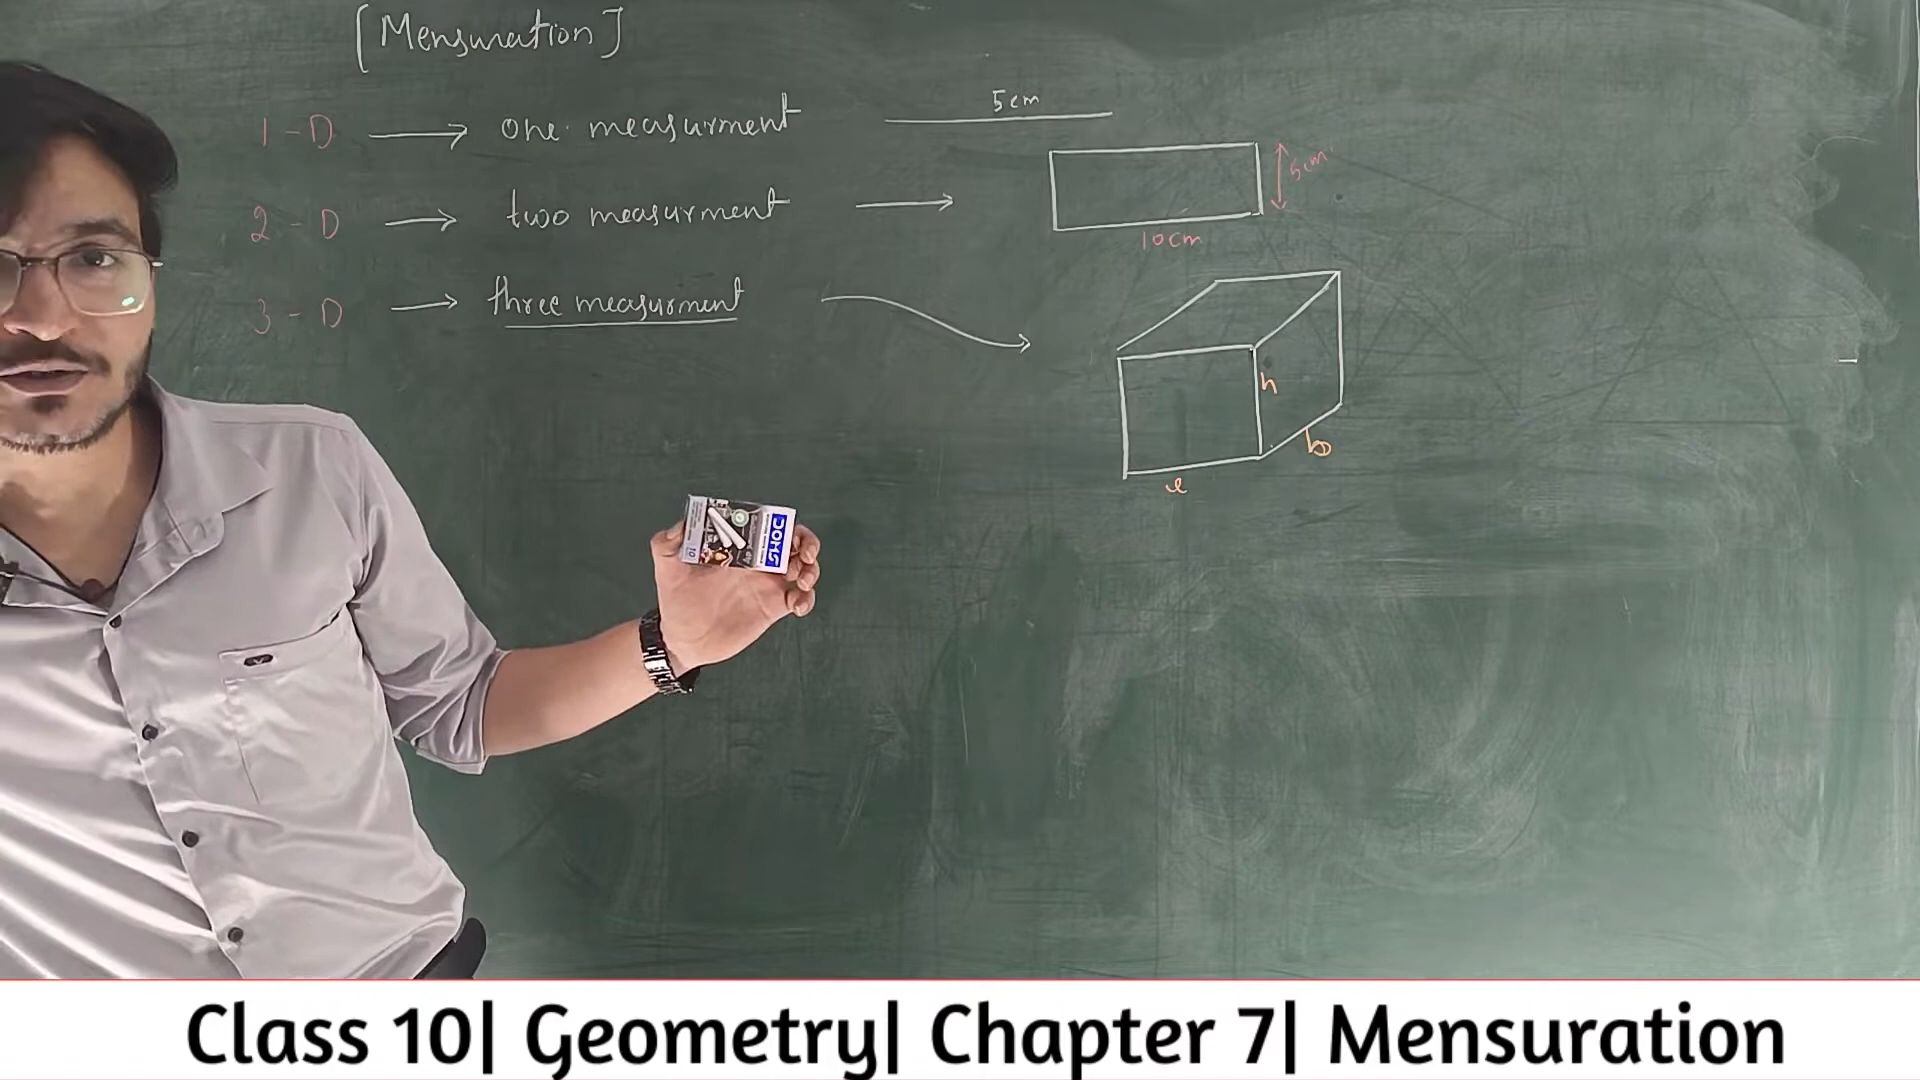 [Mensuration]
1-D → one measurment
5cm
2-D → two measurment →
5cm
10cm
3-D → three measurment
h
b
l
DOMS
10
Class 10| Geometry| Chapter 7| Mensuration